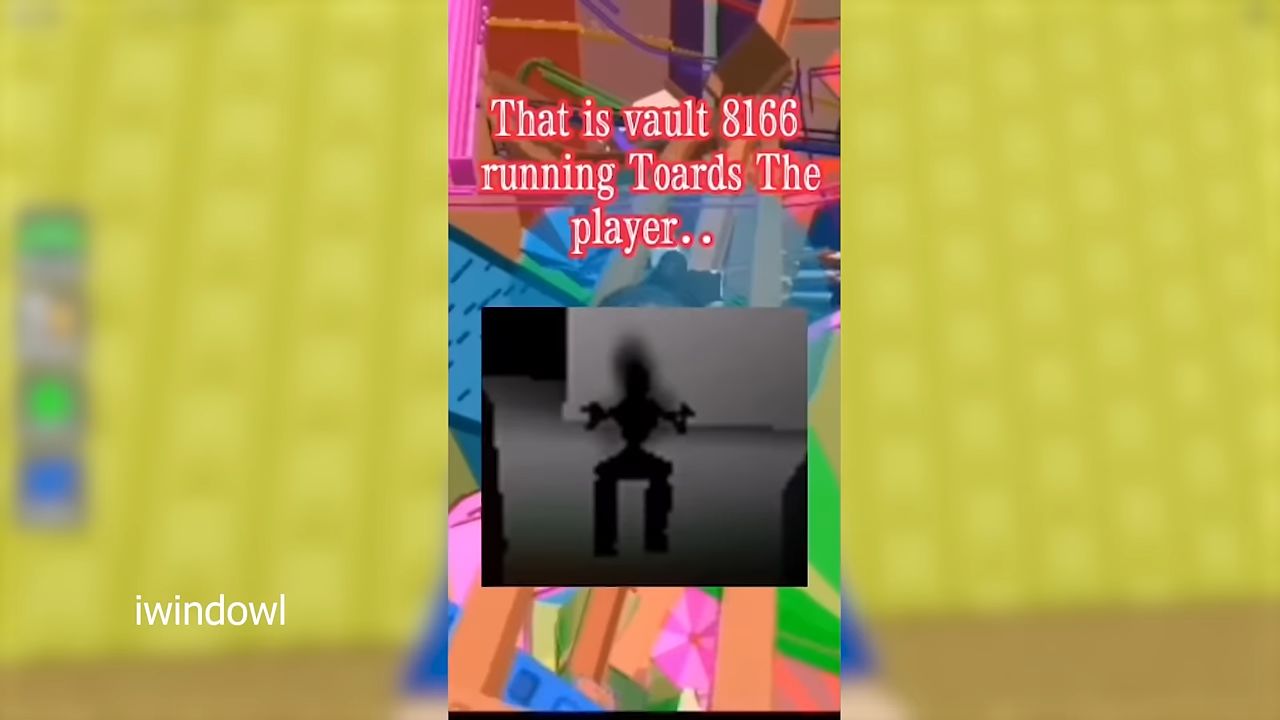 That is vault 8166
running Toards The
player..
iwindowl